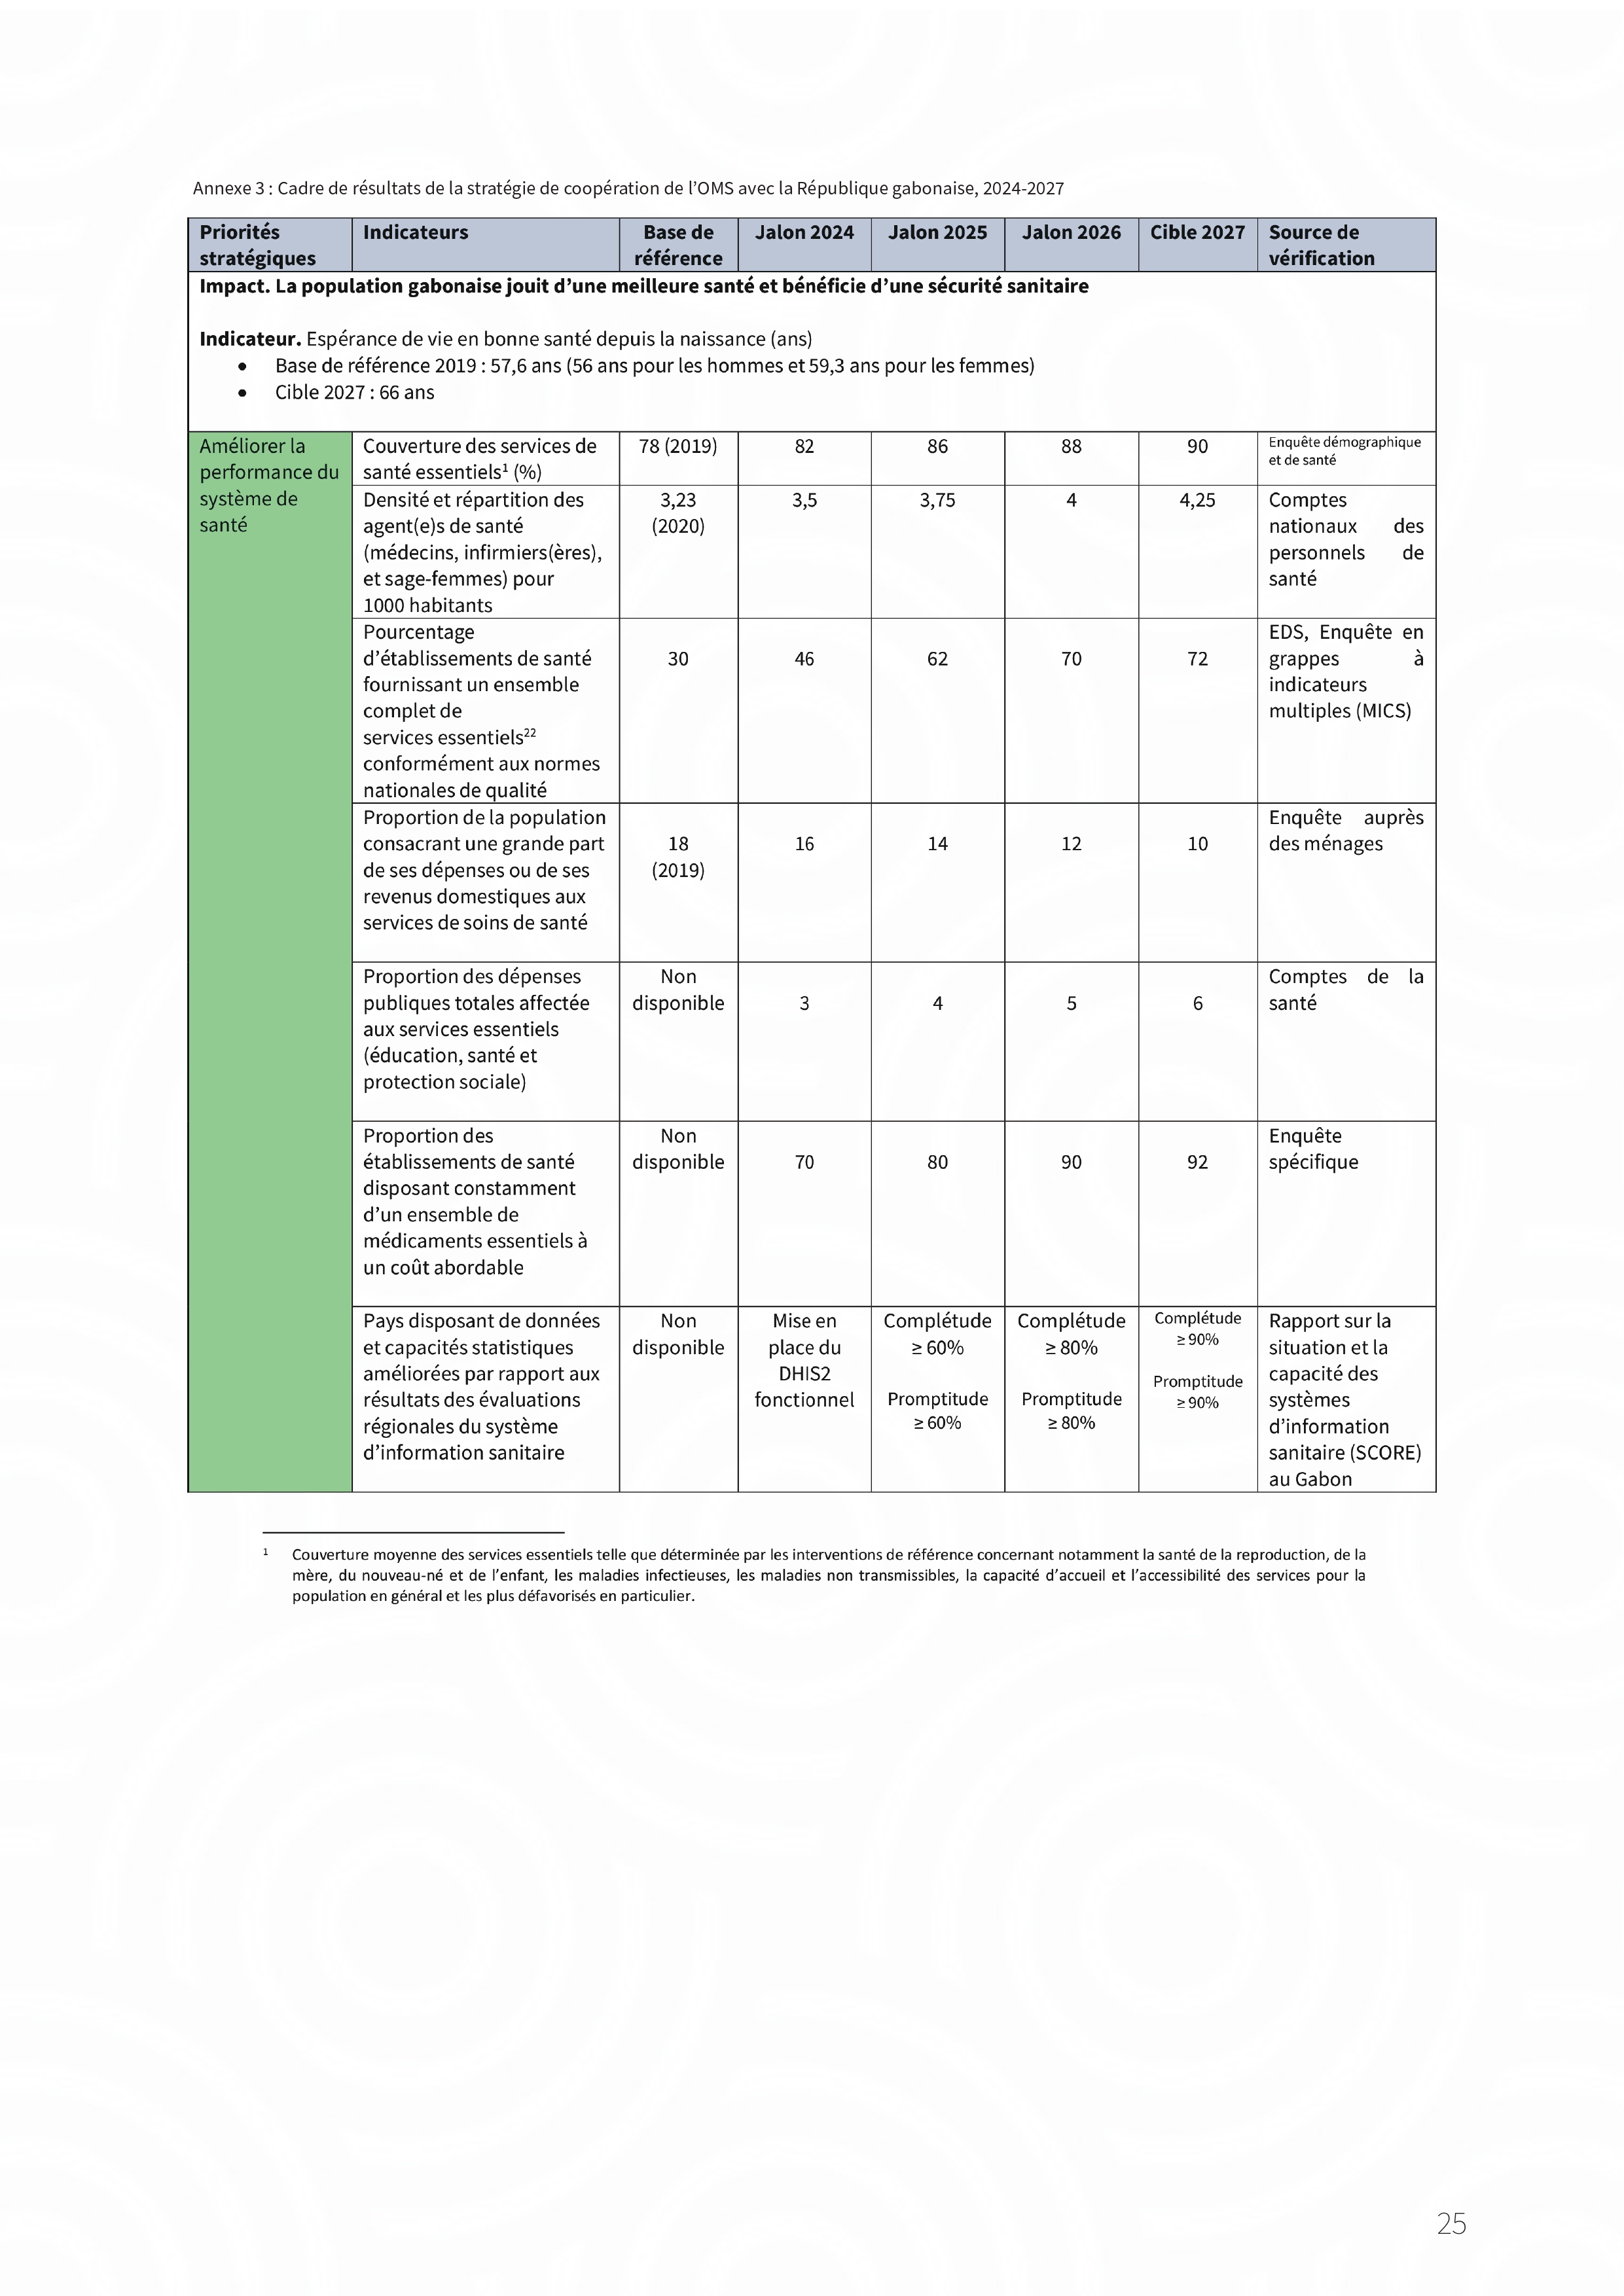 Annexe 3 : Cadre de résultats de la stratégie de coopération de l’OMS avec la République gabonaise, 2024-2027
Priorités
stratégiques
Indicateurs
Base de
référence
Jalon 2024
Jalon 2025
Jalon 2026
Cible 2027
Source de
vérification
Impact. La population gabonaise jouit d’une meilleure santé et bénéficie d’une sécurité sanitaire
Indicateur. Espérance de vie en bonne santé depuis la naissance (ans)
• Base de référence 2019 : 57,6 ans (56 ans pour les hommes et 59,3 ans pour les femmes)
• Cible 2027 : 66 ans
Améliorer la
performance du
système de
santé
Couverture des services de
santé essentiels¹ (%)
78 (2019)
82
86
88
90
Enquête démographique
et de santé
Densité et répartition des
agent(e)s de santé
(médecins, infirmiers(ères),
et sage-femmes) pour
1000 habitants
3,23
(2020)
3,5
3,75
4
4,25
Comptes
nationaux des
personnels de
santé
Pourcentage
d’établissements de santé
fournissant un ensemble
complet de
services essentiels²²
conformément aux normes
nationales de qualité
30
46
62
70
72
EDS, Enquête en
grappes à
indicateurs
multiples (MICS)
Proportion de la population
consacrant une grande part
de ses dépenses ou de ses
revenus domestiques aux
services de soins de santé
18
(2019)
16
14
12
10
Enquête auprès
des ménages
Proportion des dépenses
publiques totales affectée
aux services essentiels
(éducation, santé et
protection sociale)
Non
disponible
3
4
5
6
Comptes de la
santé
Proportion des
établissements de santé
disposant constamment
d’un ensemble de
médicaments essentiels à
un coût abordable
Non
disponible
70
80
90
92
Enquête
spécifique
Pays disposant de données
et capacités statistiques
améliorées par rapport aux
résultats des évaluations
régionales du système
d’information sanitaire
Non
disponible
Mise en
place du
DHIS2
fonctionnel
Complétude
≥ 60%
Promptitude
≥ 60%
Complétude
≥ 80%
Promptitude
≥ 80%
Complétude
≥ 90%
Promptitude
≥ 90%
Rapport sur la
situation et la
capacité des
systèmes
d’information
sanitaire (SCORE)
au Gabon
¹ Couverture moyenne des services essentiels telle que déterminée par les interventions de référence concernant notamment la santé de la reproduction, de la
mère, du nouveau-né et de l’enfant, les maladies infectieuses, les maladies non transmissibles, la capacité d’accueil et l’accessibilité des services pour la
population en général et les plus défavorisés en particulier.
25